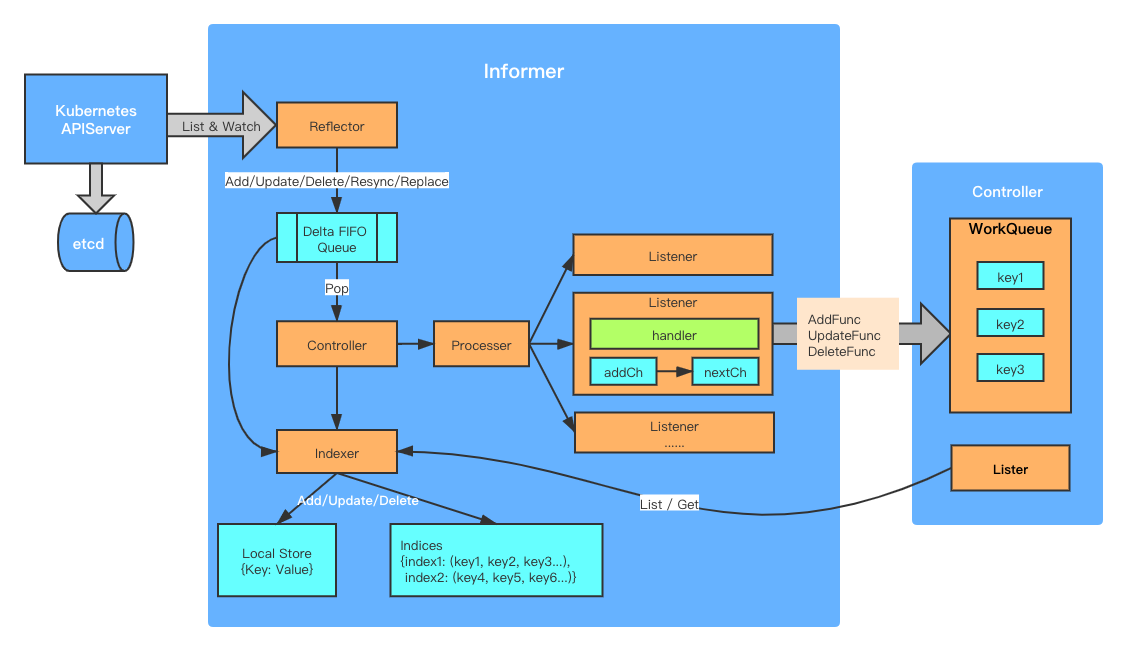 Informer
Kubernetes
APIServer
List & Watch
Reflector
Add/Update/Delete/Resync/Replace
etcd
Delta FIFO
Queue
Pop
Controller
Processer
Listener
Listener
handler
addCh
nextCh
Listener
......
AddFunc
UpdateFunc
DeleteFunc
Controller
WorkQueue
key1
key2
key3
Lister
List / Get
Indexer
Add/Update/Delete
Local Store
{Key: Value}
Indices
{index1: (key1, key2, key3...),
index2: (key4, key5, key6...)}